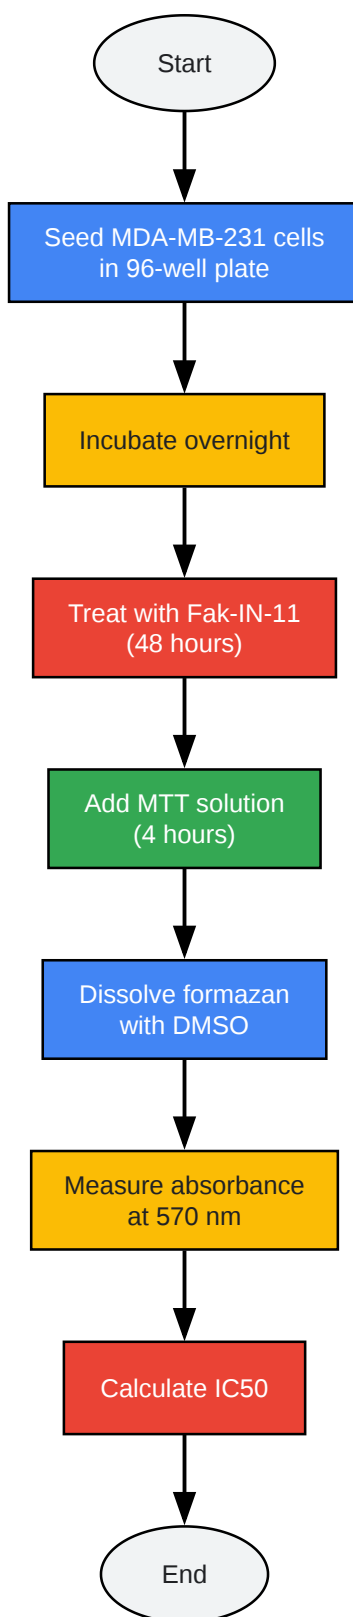 Start
Seed MDA-MB-231 cells
in 96-well plate
Incubate overnight
Treat with Fak-IN-11
(48 hours)
Add MTT solution
(4 hours)
Dissolve formazan
with DMSO
Measure absorbance
at 570 nm
Calculate IC50
End